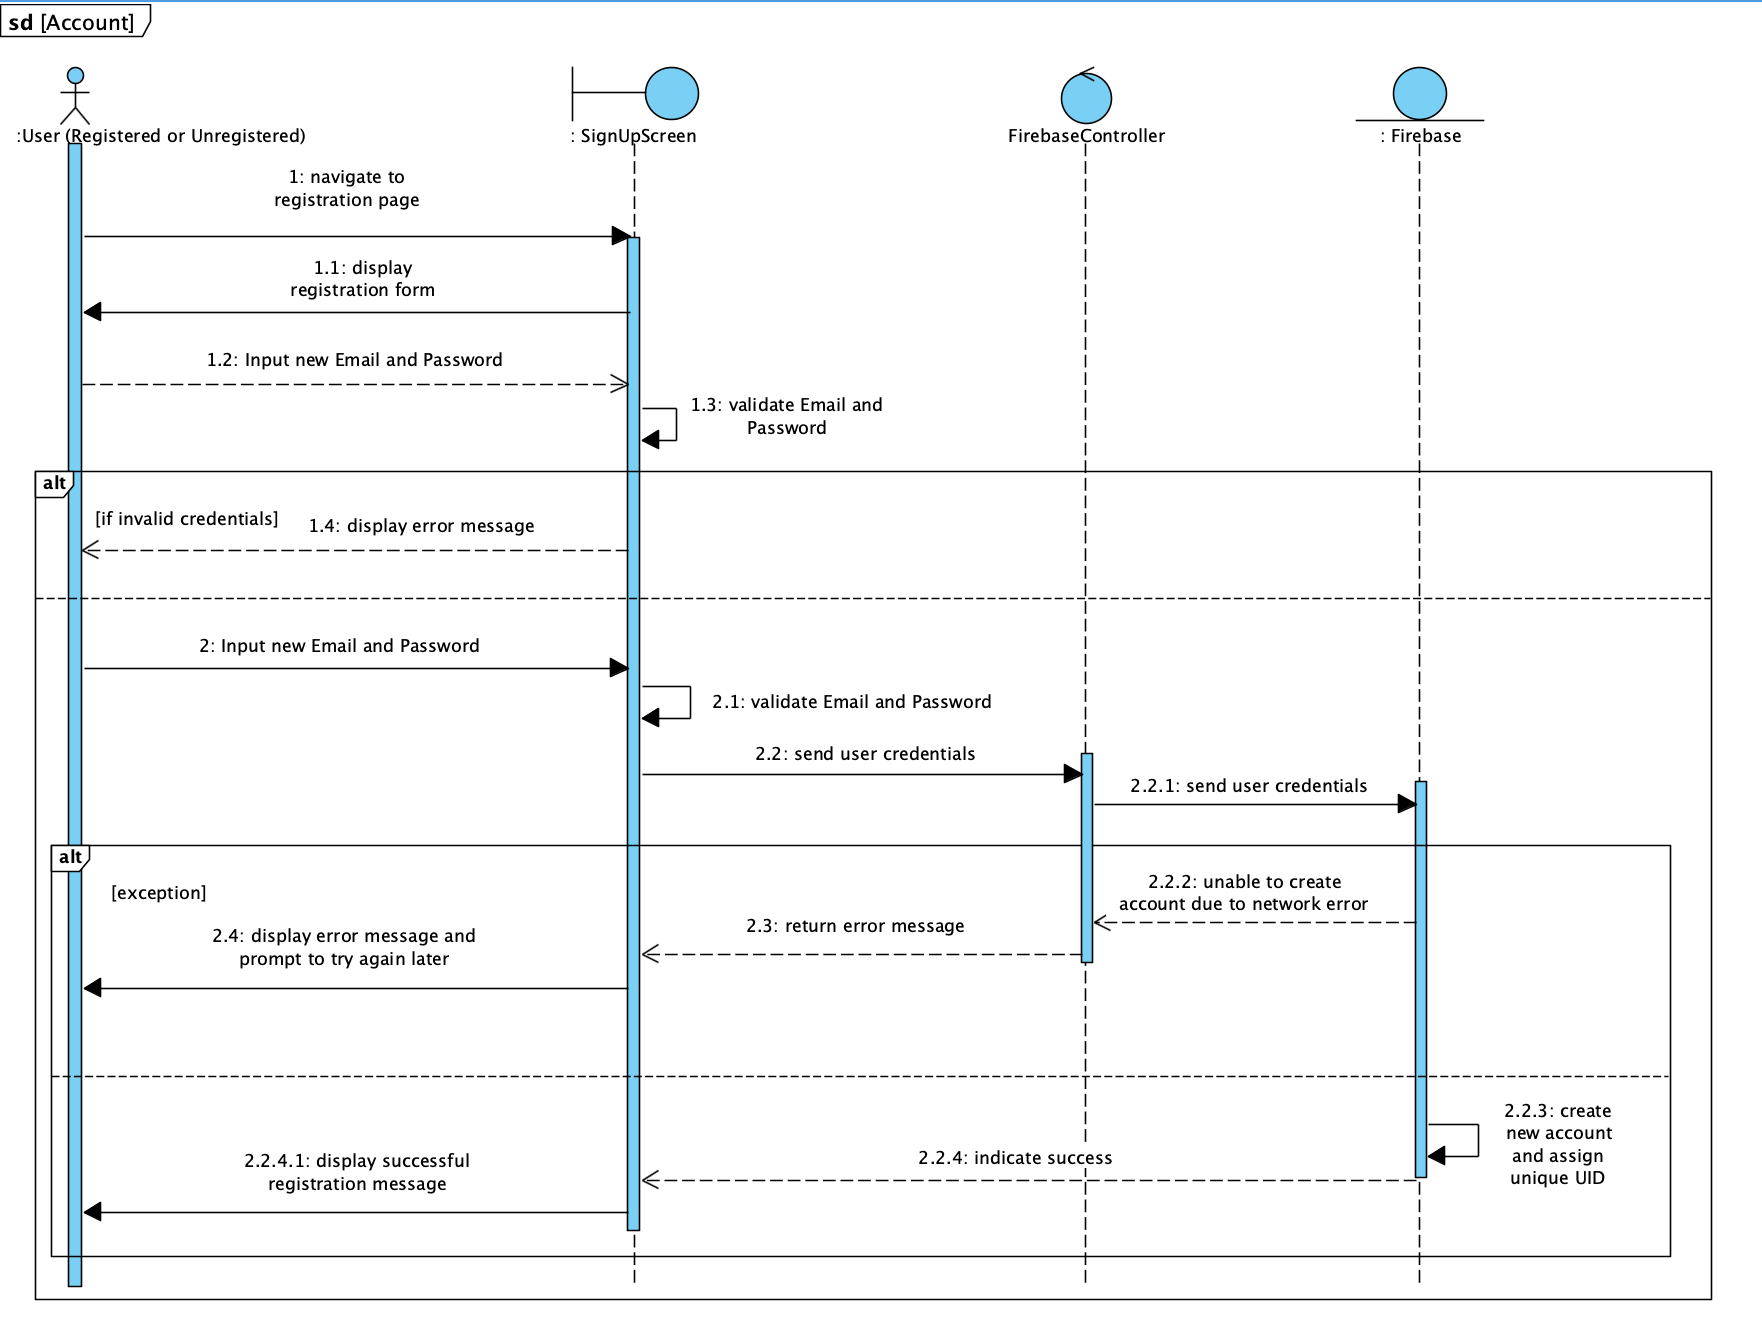 sd [Account]
:User (Registered or Unregistered)
: SignUpScreen
FirebaseController
: Firebase
1: navigate to
registration page
1.1: display
registration form
1.2: Input new Email and Password
1.3: validate Email and
Password
alt
[if invalid credentials]
1.4: display error message
2: Input new Email and Password
2.1: validate Email and Password
2.2: send user credentials
2.2.1: send user credentials
alt
[exception]
2.2.2: unable to create
account due to network error
2.3: return error message
2.4: display error message and
prompt to try again later
2.2.3: create
new account
and assign
unique UID
2.2.4: indicate success
2.2.4.1: display successful
registration message